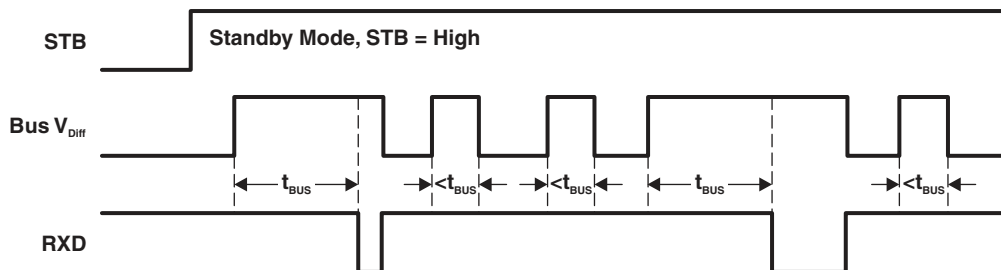 STB
Standby Mode, STB = High
Bus V_Diff
t_BUS
<t_BUS
<t_BUS
t_BUS
<t_BUS
RXD